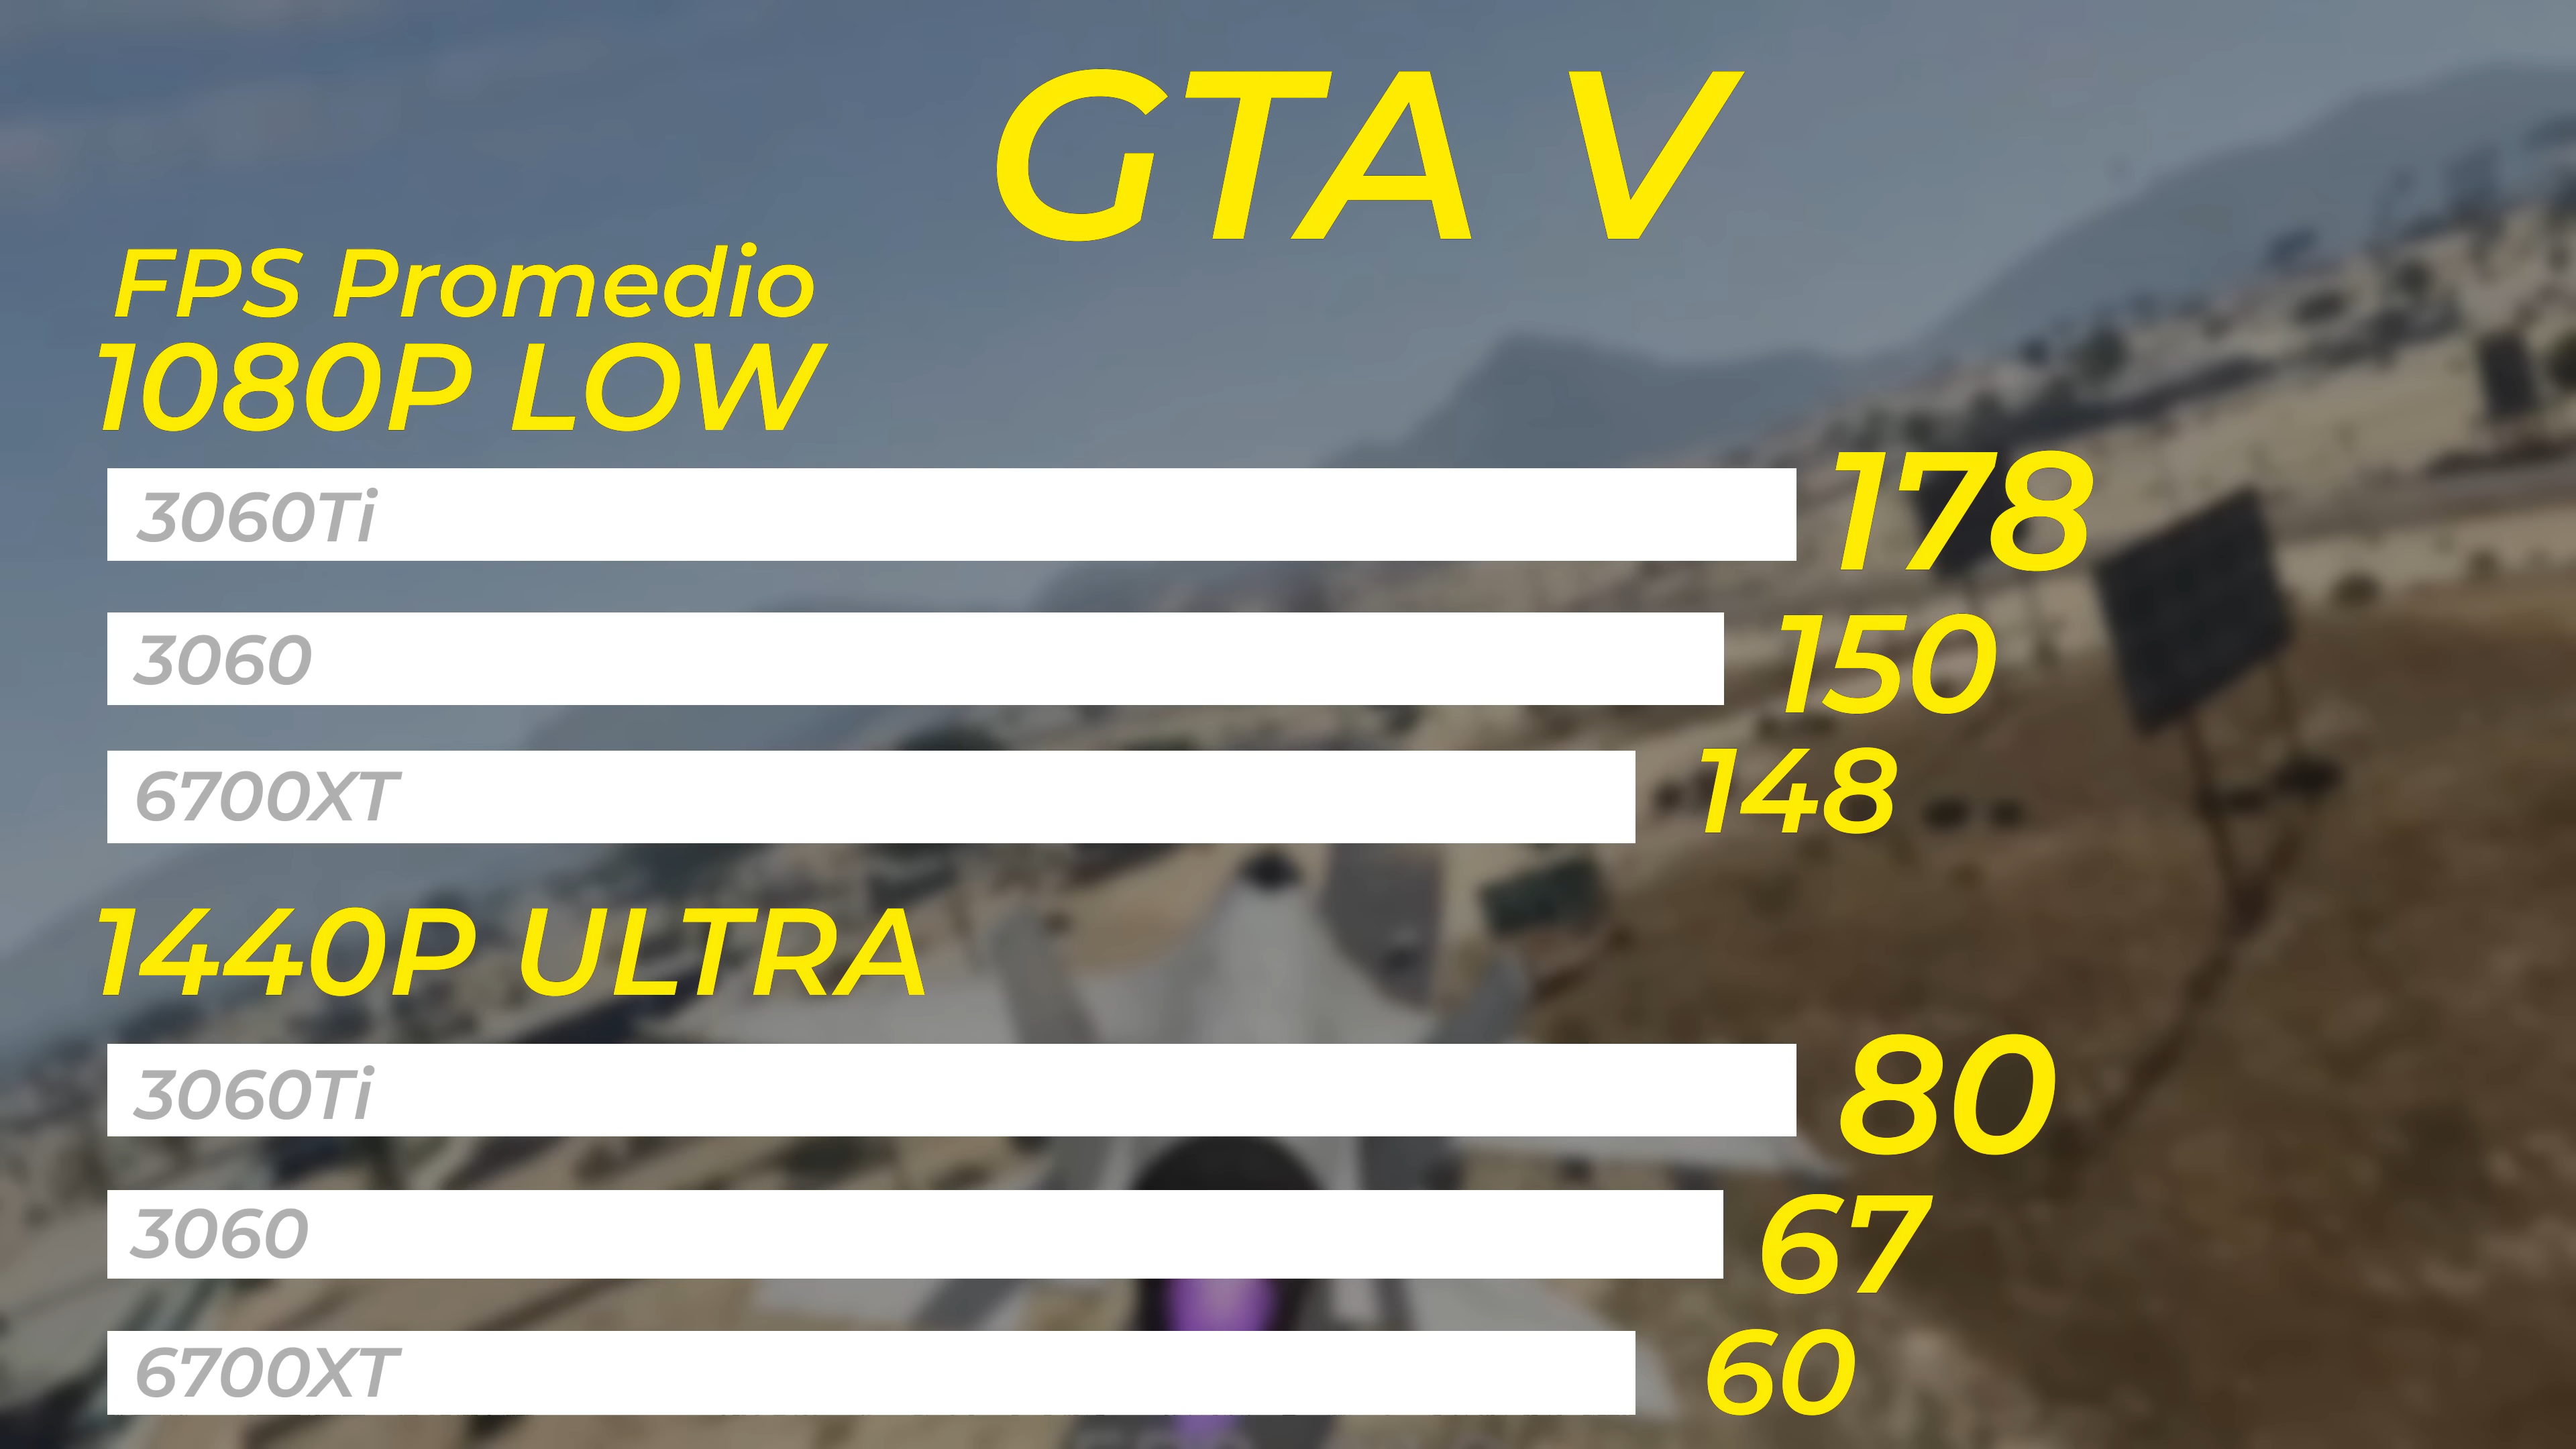 GTA V
FPS Promedio
1080P LOW
3060Ti 178
3060 150
6700XT 148
1440P ULTRA
3060Ti 80
3060 67
6700XT 60